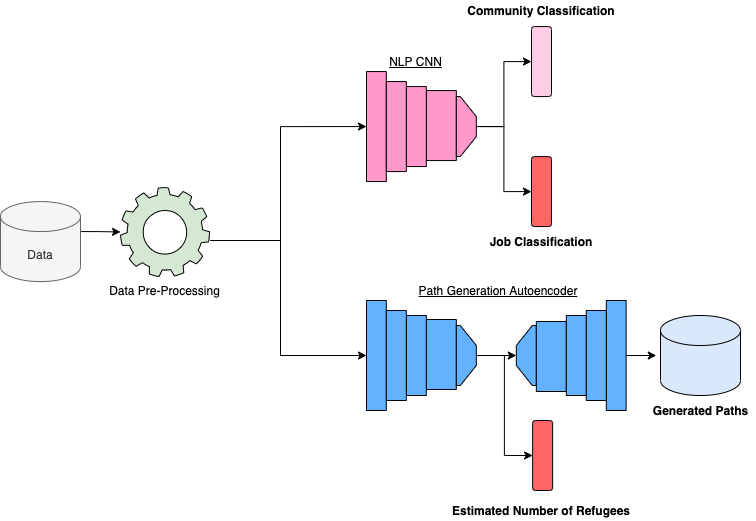 Community Classification
NLP CNN
Data
Job Classification
Data Pre-Processing
Path Generation Autoencoder
Generated Paths
Estimated Number of Refugees